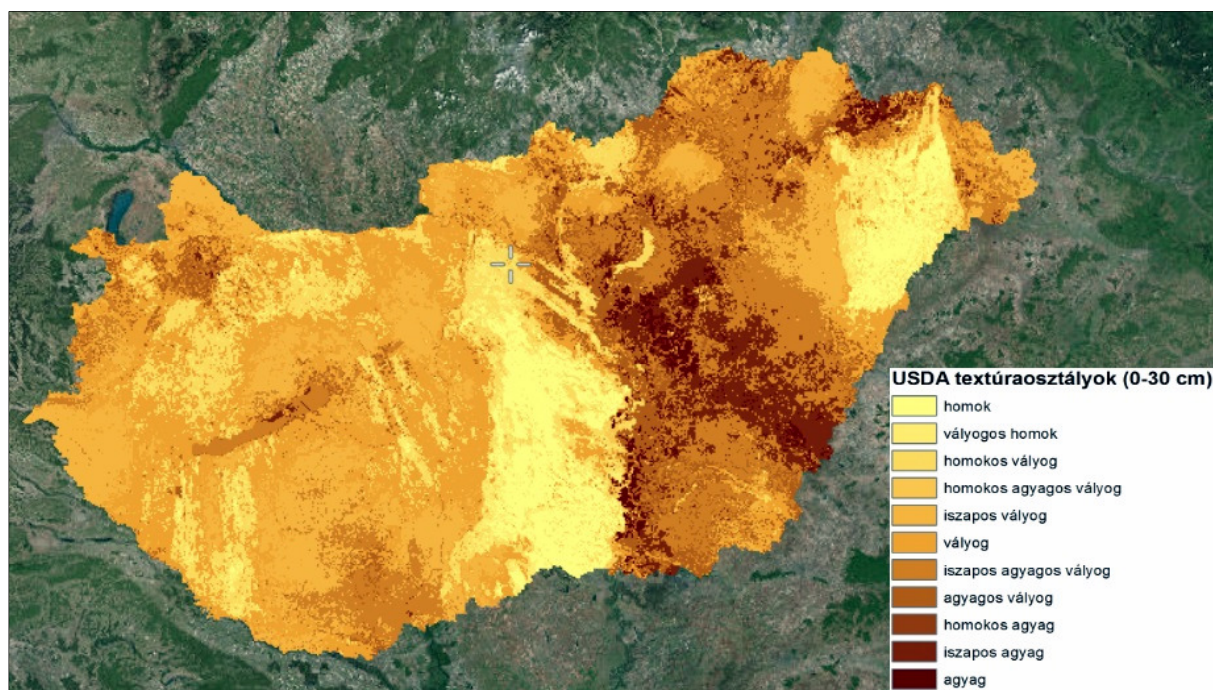 USDA textúraosztályok (0-30 cm)
homok
vályogos homok
homokos vályog
homokos agyagos vályog
iszapos vályog
vályog
iszapos agyagos vályog
agyagos vályog
homokos agyag
iszapos agyag
agyag